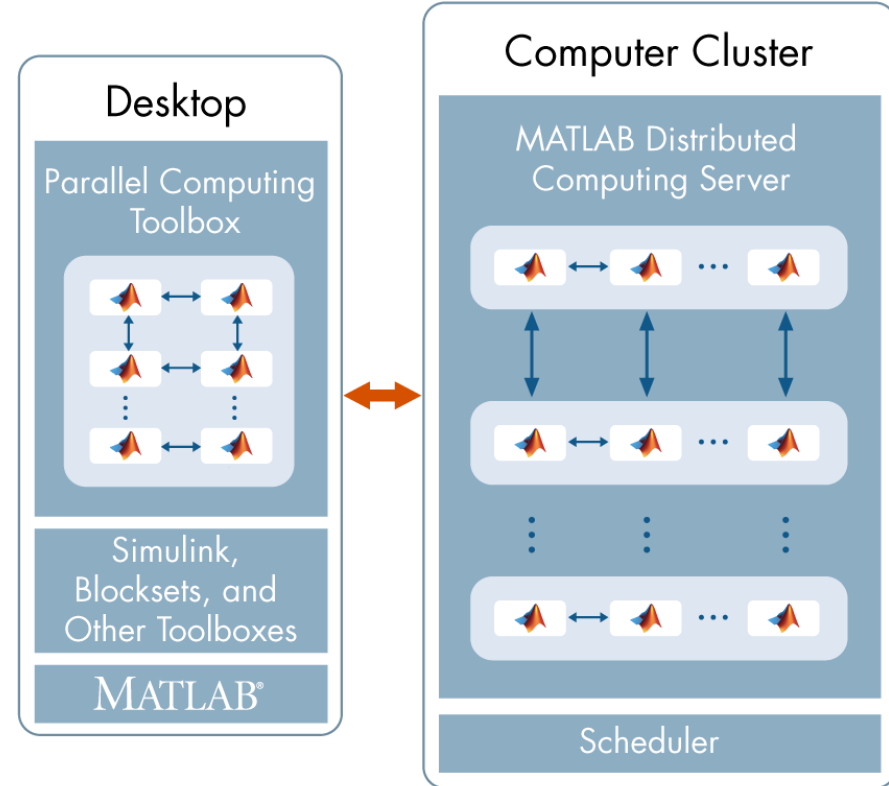 Desktop
Parallel Computing
Toolbox
Simulink,
Blocksets, and
Other Toolboxes
MATLAB®
Computer Cluster
MATLAB Distributed
Computing Server
Scheduler